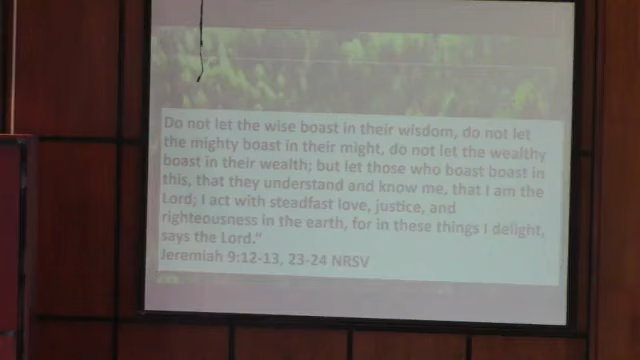 Do not let the wise boast in their wisdom, do not let
the mighty boast in their might, do not let the wealthy
boast in their wealth; but let those who boast boast in
this, that they understand and know me, that I am the
Lord; I act with steadfast love, justice, and
righteousness in the earth, for in these things I delight,
says the Lord."
Jeremiah 9:12-13, 23-24 NRSV